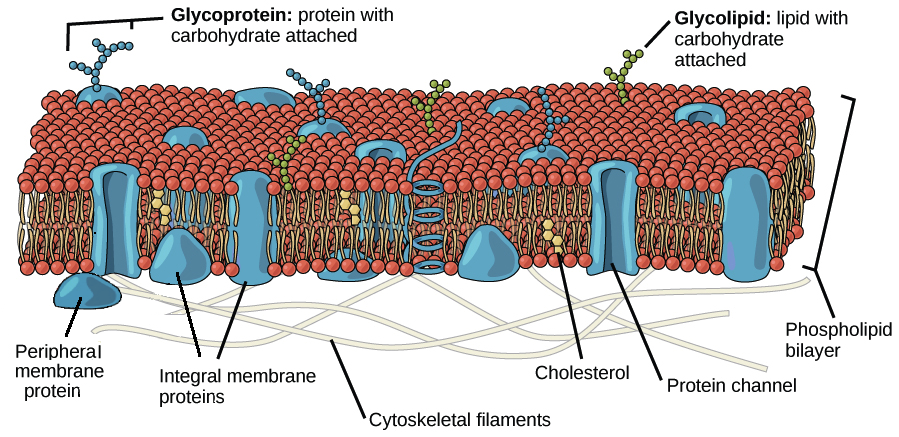 Glycoprotein: protein with
carbohydrate attached
Glycolipid: lipid with
carbohydrate
attached
Phospholipid
bilayer
Peripheral
membrane
protein
Integral membrane
proteins
Cholesterol
Protein channel
Cytoskeletal filaments